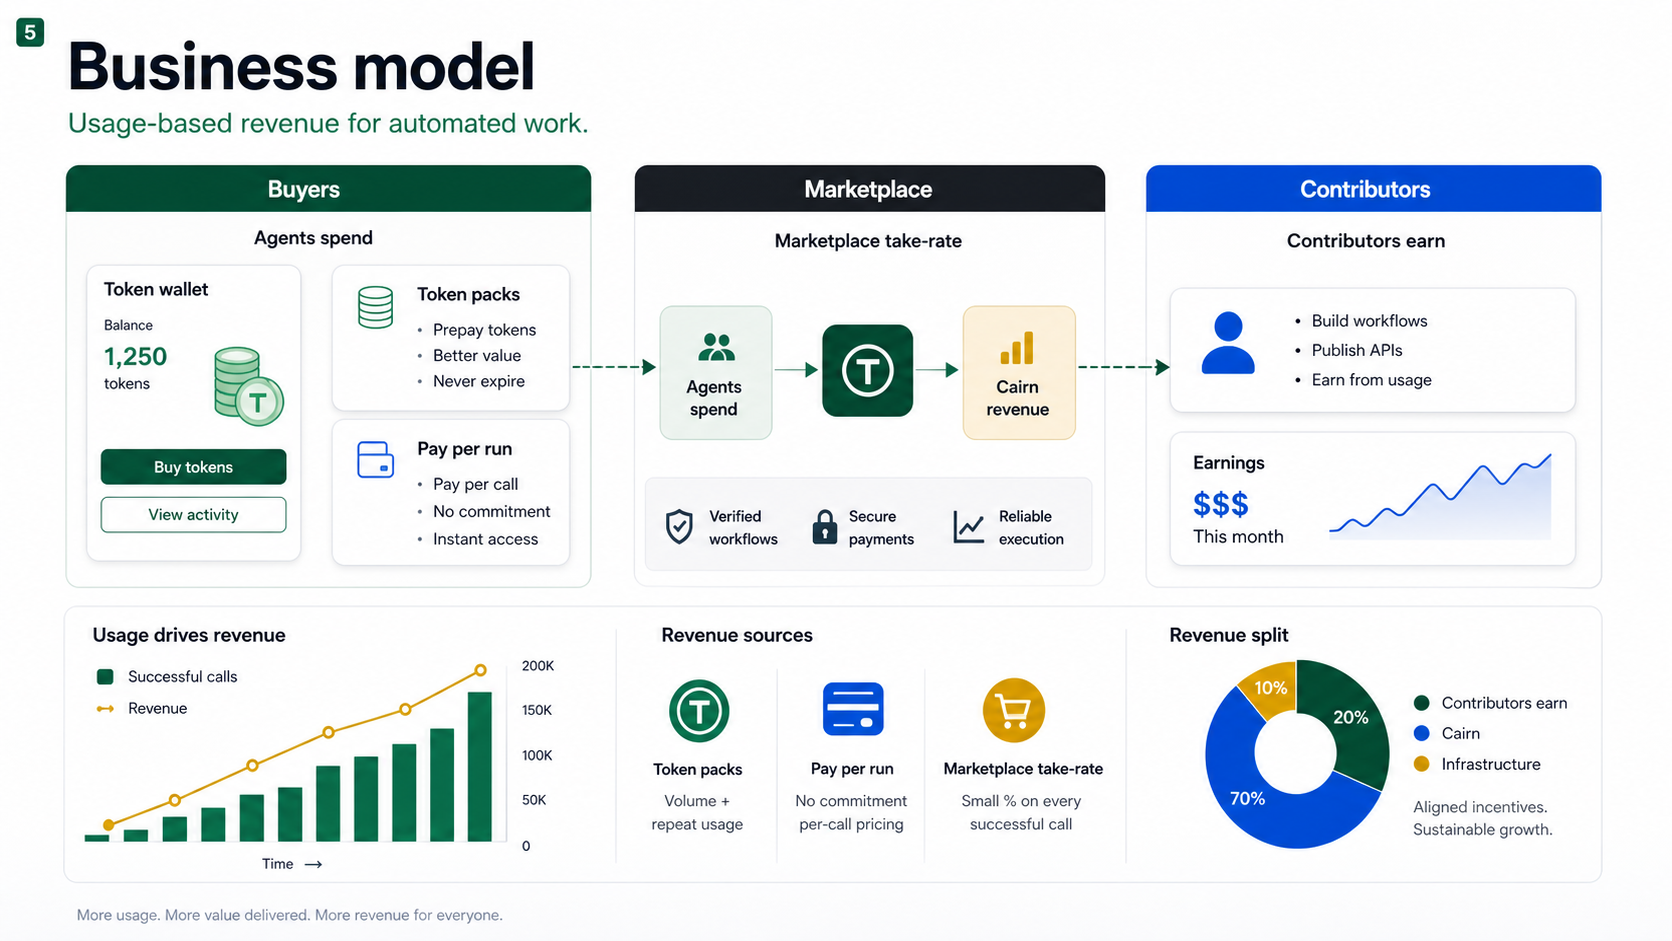 5
Business model
Usage-based revenue for automated work.
Buyers
Agents spend
Token wallet
Balance
1,250
tokens
T
Buy tokens
View activity
Token packs
• Prepay tokens
• Better value
• Never expire
Pay per run
• Pay per call
• No commitment
• Instant access
Marketplace
Marketplace take-rate
Agents
spend
T
Cairn
revenue
Verified
workflows
Secure
payments
Reliable
execution
Contributors
Contributors earn
• Build workflows
• Publish APIs
• Earn from usage
Earnings
$$$
This month
Usage drives revenue
Successful calls
Revenue
200K
150K
100K
50K
0
Time →
Revenue sources
T
Token packs
Volume +
repeat usage
Pay per run
No commitment
per-call pricing
Marketplace take-rate
Small % on every
successful call
Revenue split
10%
20%
70%
Contributors earn
Cairn
Infrastructure
Aligned incentives.
Sustainable growth.
More usage. More value delivered. More revenue for everyone.